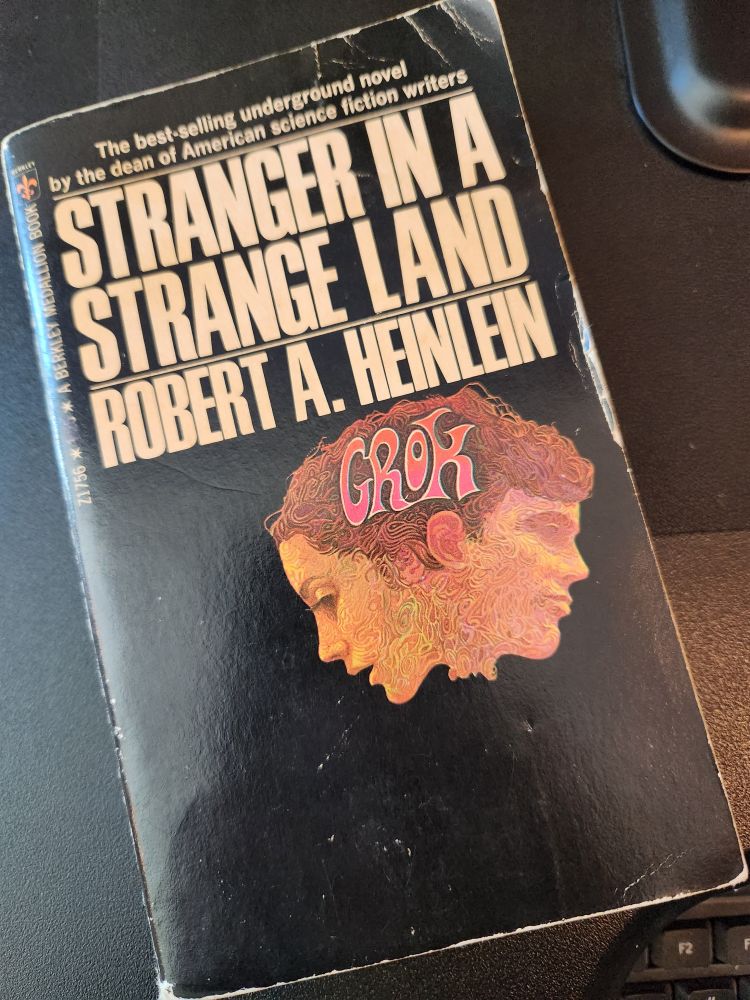 The best-selling underground novel
by the dean of American science fiction writers
STRANGER IN A
STRANGE LAND
ROBERT A. HEINLEIN
GROK
BERKLEY
A BERKLEY MEDALLION BOOK
Z1756
F2